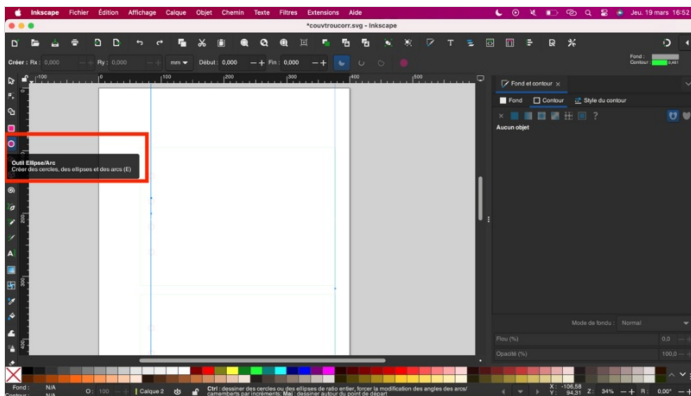 Inkscape Fichier Édition Affichage Calque Objet Chemin Texte Filtres Extensions Aide Jeu. 19 mars 16:52
*couvtroucorr.svg - Inkscape
Créer : Rx : 0,000 Ry : 0,000 mm Début : 0,000 Fin : 0,000
Fond :
Contour
Fond et contour
Fond Contour Style du contour
Aucun objet
Outil Ellipse/Arc
Créer des cercles, des ellipses et des arcs (E)
Mode de fondu : Normal
Flou (%) 0,0
Opacité (%) 100,0
Fond : N/A O : 100 Calque 2 Ctrl : dessiner des cercles ou des ellipses de ratio entier, forcer la modification des angles des arcs/ X : -106,58 Z : 34% R : 0,00°
Contour : N/A camemberts par incréments; Maj : dessiner autour du point de départ Y : 94,31